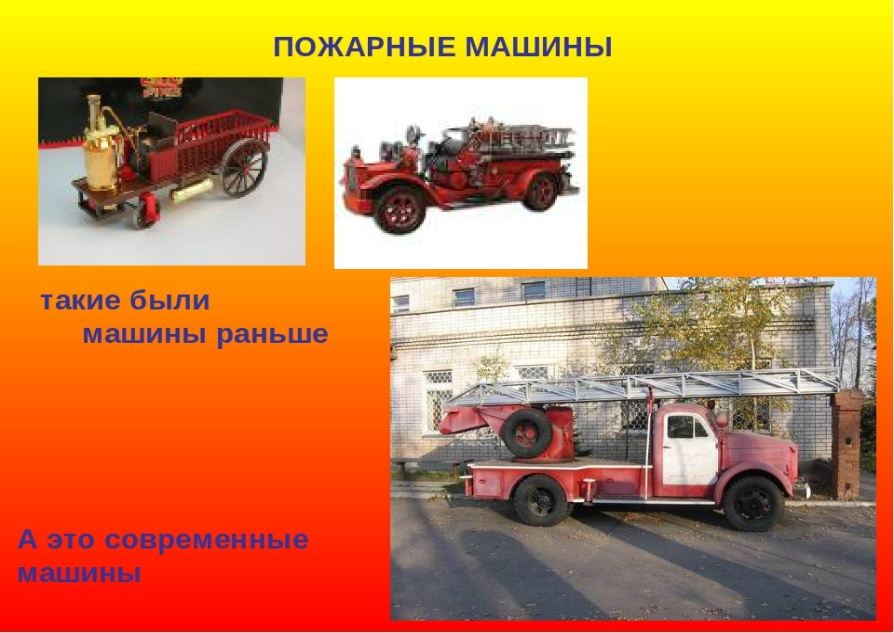 ПОЖАРНЫЕ МАШИНЫ
такие были
машины раньше
А это современные
машины